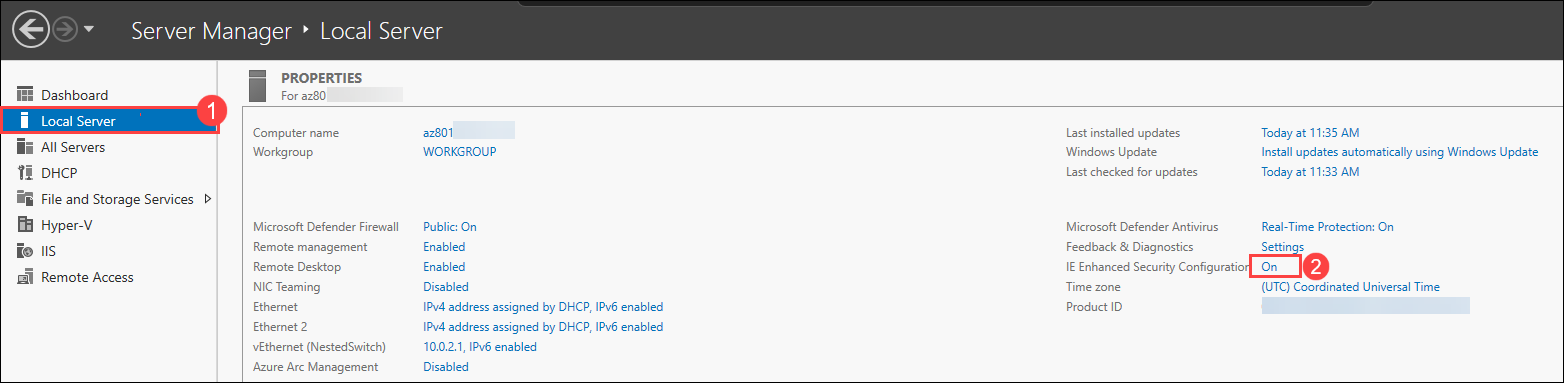 Server Manager ‣ Local Server
Dashboard
Local Server
1
All Servers
DHCP
File and Storage Services
Hyper-V
IIS
Remote Access
PROPERTIES
For az80
Computer name az801
Workgroup WORKGROUP
Last installed updates Today at 11:35 AM
Windows Update Install updates automatically using Windows Update
Last checked for updates Today at 11:33 AM
Microsoft Defender Firewall Public: On
Remote management Enabled
Remote Desktop Enabled
NIC Teaming Disabled
Ethernet IPv4 address assigned by DHCP, IPv6 enabled
Ethernet 2 IPv4 address assigned by DHCP, IPv6 enabled
vEthernet (NestedSwitch) 10.0.2.1, IPv6 enabled
Azure Arc Management Disabled
Microsoft Defender Antivirus Real-Time Protection: On
Feedback & Diagnostics Settings
IE Enhanced Security Configuration On 2
Time zone (UTC) Coordinated Universal Time
Product ID